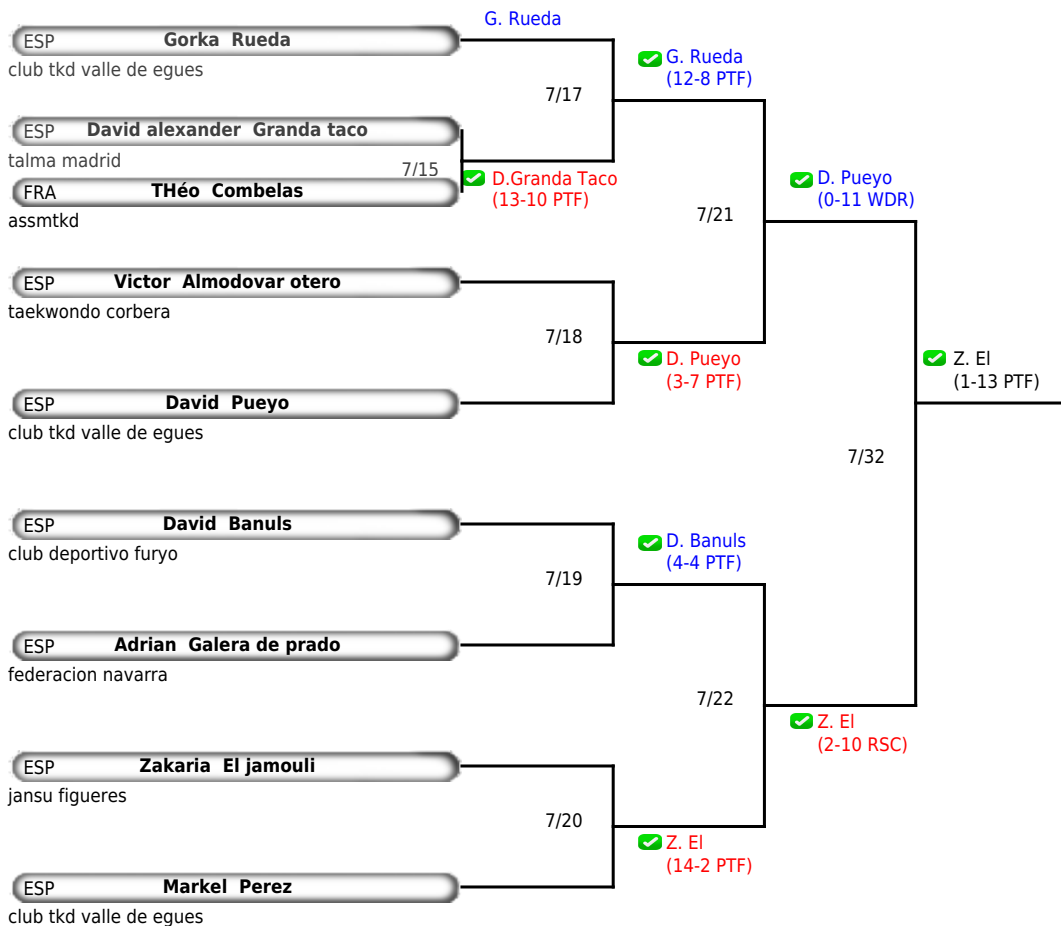 G. Rueda
ESP Gorka Rueda
club tkd valle de egues
G. Rueda
(12-8 PTF)
7/17
ESP David alexander Granda taco
talma madrid
7/15
D.Granda Taco
(13-10 PTF)
FRA THéo Combelas
assmtkd
D. Pueyo
(0-11 WDR)
7/21
ESP Victor Almodovar otero
taekwondo corbera
7/18
D. Pueyo
(3-7 PTF)
Z. El
(1-13 PTF)
ESP David Pueyo
club tkd valle de egues
7/32
ESP David Banuls
club deportivo furyo
D. Banuls
(4-4 PTF)
7/19
ESP Adrian Galera de prado
federacion navarra
7/22
Z. El
(2-10 RSC)
ESP Zakaria El jamouli
jansu figueres
7/20
Z. El
(14-2 PTF)
ESP Markel Perez
club tkd valle de egues